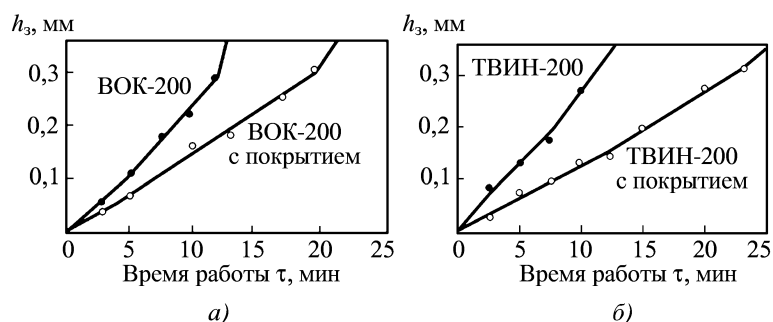 hз, мм
0,3
0,2
0,1
ВОК-200
ВОК-200
с покрытием
0 5 10 15 20 25
Время работы τ, мин
а)
hз, мм
0,3
0,2
0,1
ТВИН-200
ТВИН-200
с покрытием
0 5 10 15 20 25
Время работы τ, мин
б)